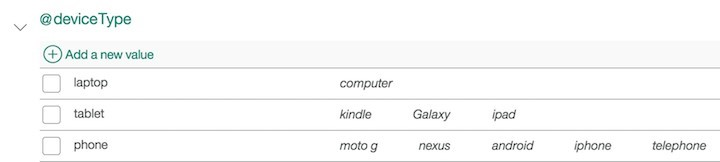 @deviceType
Add a new value
laptop computer
tablet kindle Galaxy ipad
phone moto g nexus android iphone telephone